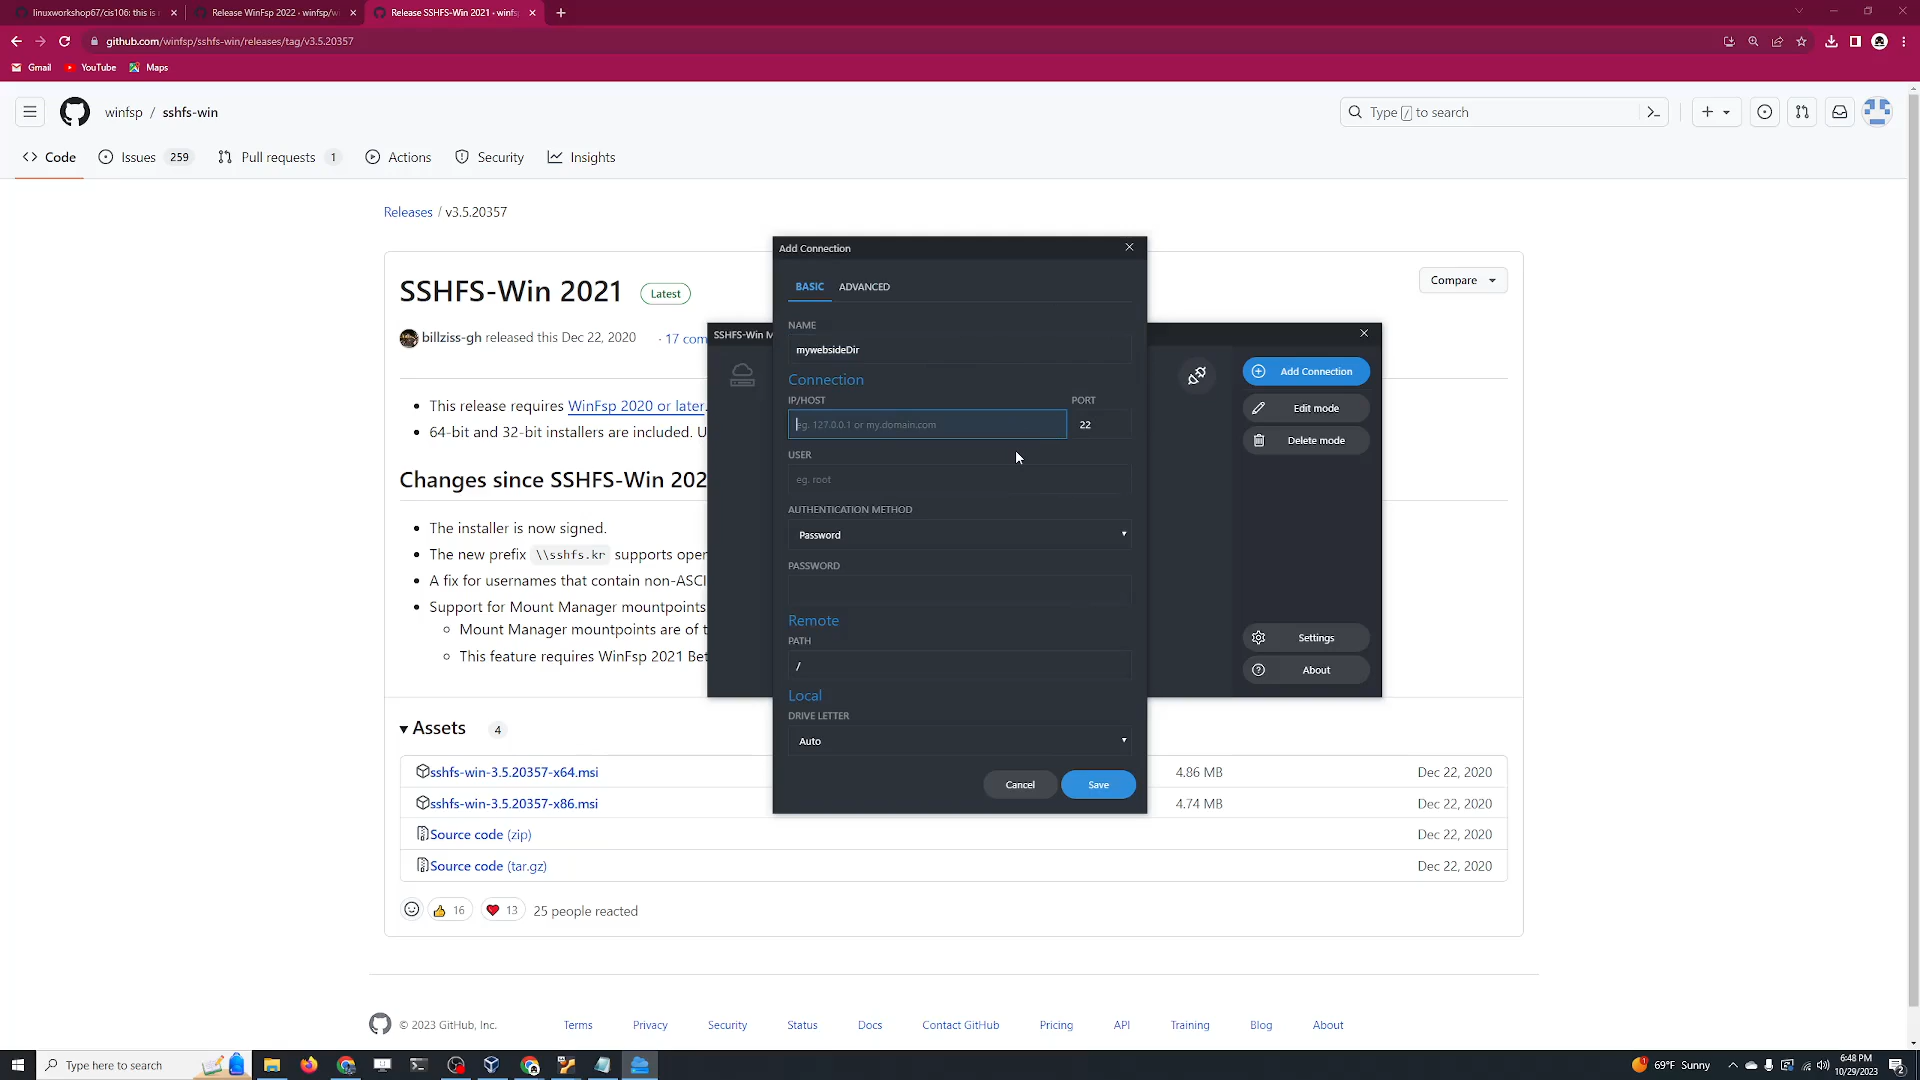 linuxworkshop67/cis106: this is
Release WinFsp 2022 · winfsp/w
Release SSHFS-Win 2021 · winfs
github.com/winfsp/sshfs-win/releases/tag/v3.5.20357
Gmail
YouTube
Maps
winfsp / sshfs-win
Type / to search
Code
Issues 259
Pull requests 1
Actions
Security
Insights
Releases / v3.5.20357
SSHFS-Win 2021 Latest
Compare
billziss-gh released this Dec 22, 2020 · 17 com
This release requires WinFsp 2020 or later.
64-bit and 32-bit installers are included. U
Changes since SSHFS-Win 202
The installer is now signed.
The new prefix \\sshfs.kr supports oper
A fix for usernames that contain non-ASCI
Support for Mount Manager mountpoints
Mount Manager mountpoints are of t
This feature requires WinFsp 2021 Bet
Assets 4
sshfs-win-3.5.20357-x64.msi 4.86 MB Dec 22, 2020
sshfs-win-3.5.20357-x86.msi 4.74 MB Dec 22, 2020
Source code (zip) Dec 22, 2020
Source code (tar.gz) Dec 22, 2020
16 13 25 people reacted
SSHFS-Win M
Add Connection
Edit mode
Delete mode
Settings
About
Add Connection
BASIC ADVANCED
NAME
mywebsideDir
Connection
IP/HOST PORT
eg. 127.0.0.1 or my.domain.com 22
USER
eg. root
AUTHENTICATION METHOD
Password
PASSWORD
Remote
PATH
/
Local
DRIVE LETTER
Auto
Cancel Save
© 2023 GitHub, Inc. Terms Privacy Security Status Docs Contact GitHub Pricing API Training Blog About
Type here to search
69°F Sunny
6:48 PM
10/29/2023
2